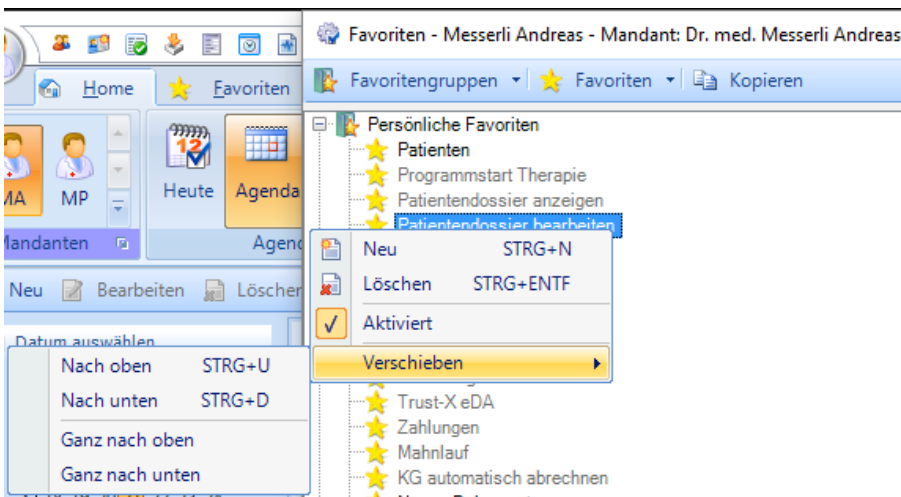 Favoriten - Messerli Andreas - Mandant: Dr. med. Messerli Andreas
Home
Favoriten
Favoritengruppen
Favoriten
Kopieren
12
MA
MP
Heute
Agenda
Mandanten
Neu
Bearbeiten
Datum auswählen
Persönliche Favoriten
Patienten
Programmstart Therapie
Patientendossier anzeigen
Patientendossier bearbeiten
Neu STRG+N
Löschen STRG+ENTF
Aktiviert
Verschieben
Nach oben STRG+U
Nach unten STRG+D
Ganz nach oben
Ganz nach unten
Trust-X eDA
Zahlungen
Mahnlauf
KG automatisch abrechnen